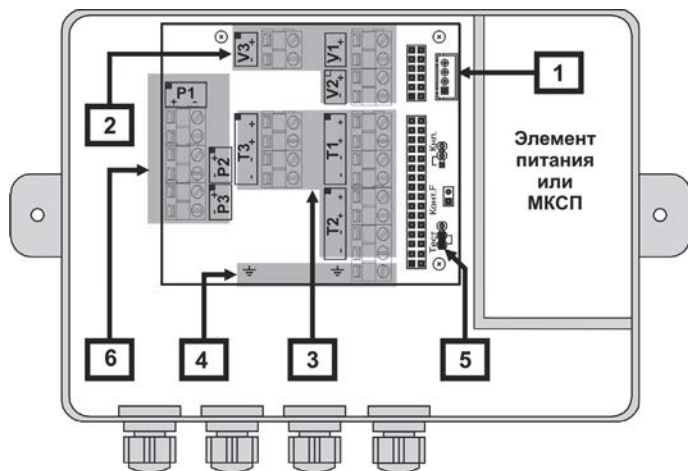 V3 + -
V1 + -
V2 + -
1
2
P1
+ -
P2 + -
P3 + -
T3 - + + -
T1 - + + -
T2 - + + -
Кнл.
Конт.F
Тест
Элемент
питания
или
МКСП
6
4
3
5